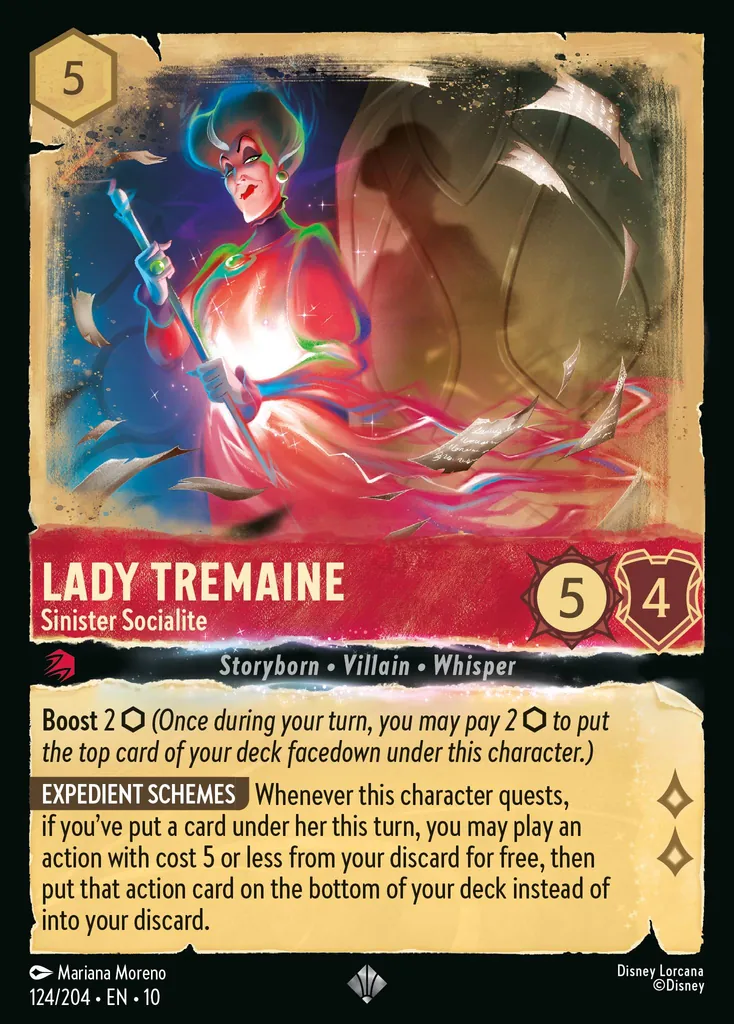 5
LADY TREMAINE
Sinister Socialite
5
4
Storyborn • Villain • Whisper
Boost 2 ⬡ (Once during your turn, you may pay 2 ⬡ to put
the top card of your deck facedown under this character.)
EXPEDIENT SCHEMES Whenever this character quests,
if you've put a card under her this turn, you may play an
action with cost 5 or less from your discard for free, then
put that action card on the bottom of your deck instead of
into your discard.
Mariana Moreno
124/204 • EN • 10
Disney Lorcana
©Disney